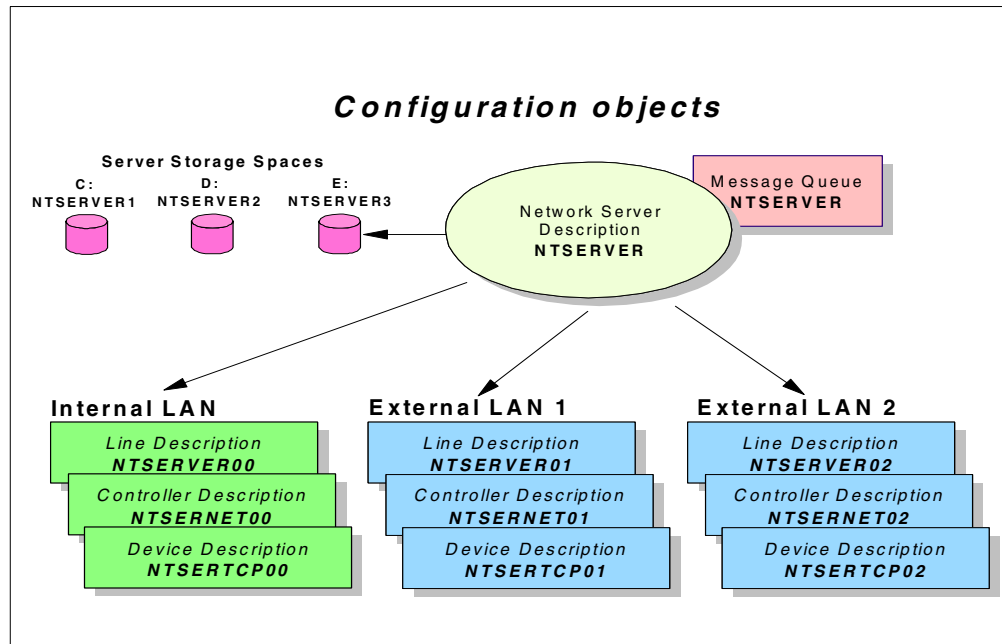 Configuration objects
Server Storage Spaces
C:
NTSERVER1
D:
NTSERVER2
E:
NTSERVER3
Network Server
Description
NTSERVER
Message Queue
NTSERVER
Internal LAN
Line Description
NTSERVER00
Controller Description
NTSERNET00
Device Description
NTSERTCP00
External LAN 1
Line Description
NTSERVER01
Controller Description
NTSERNET01
Device Description
NTSERTCP01
External LAN 2
Line Description
NTSERVER02
Controller Description
NTSERNET02
Device Description
NTSERTCP02